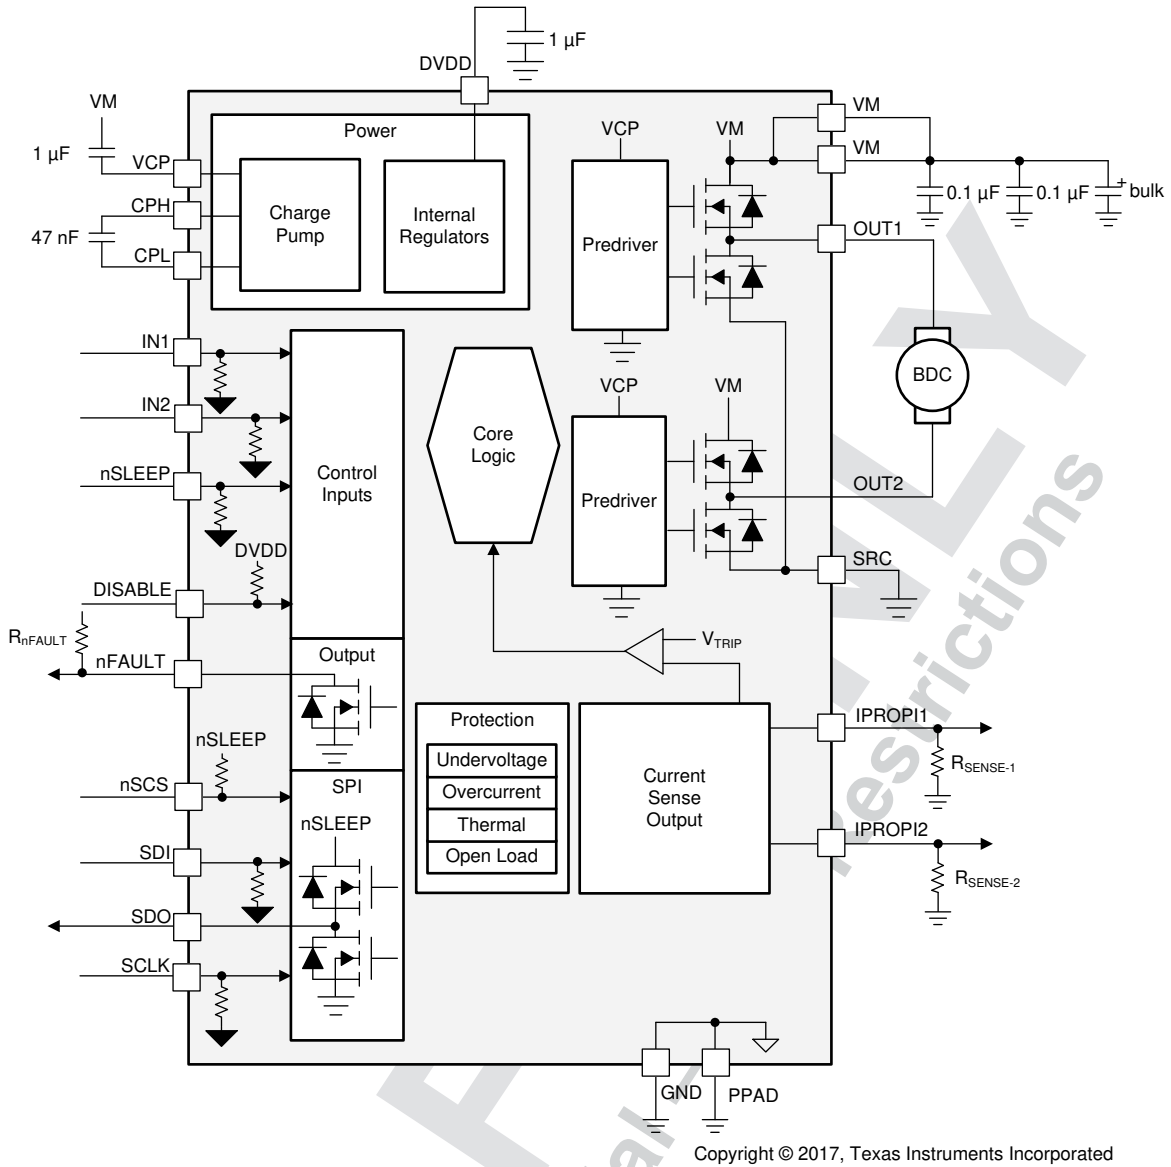 1 µF
DVDD
VM
1 µF
VCP
CPH
47 nF
CPL
Power
Charge
Pump
Internal
Regulators
VCP
VM
Predriver
VM
VM
0.1 µF
0.1 µF
+
bulk
OUT1
BDC
IN1
IN2
nSLEEP
DVDD
DISABLE
RnFAULT
nFAULT
Control
Inputs
Core
Logic
VCP
VM
Predriver
OUT2
SRC
Output
VTRIP
nSLEEP
nSCS
SDI
SDO
SCLK
SPI
nSLEEP
Protection
Undervoltage
Overcurrent
Thermal
Open Load
Current
Sense
Output
IPROPI1
RSENSE-1
IPROPI2
RSENSE-2
GND
PPAD
Copyright © 2017, Texas Instruments Incorporated